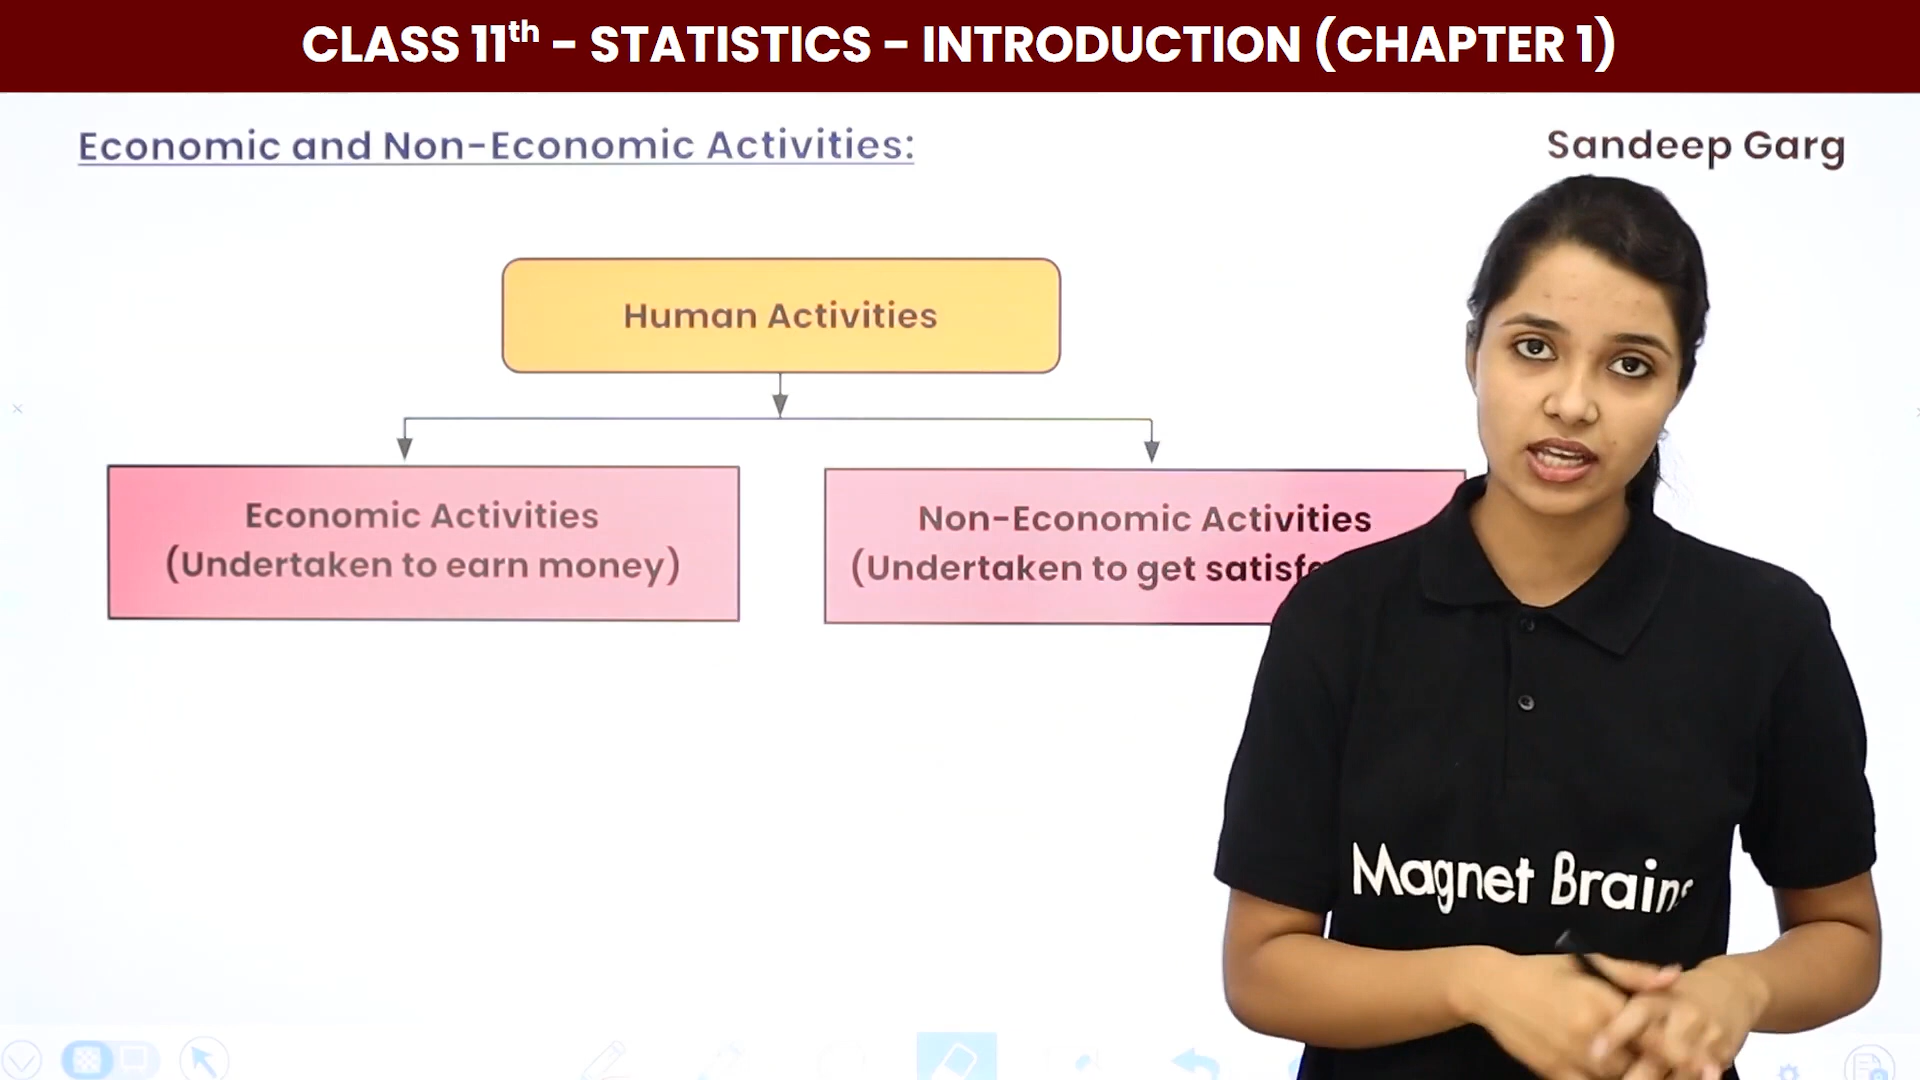 CLASS 11th - STATISTICS - INTRODUCTION (CHAPTER 1)
Economic and Non-Economic Activities:
Sandeep Garg
Human Activities
Economic Activities
(Undertaken to earn money)
Non-Economic Activities
(Undertaken to get
Magnet Brains